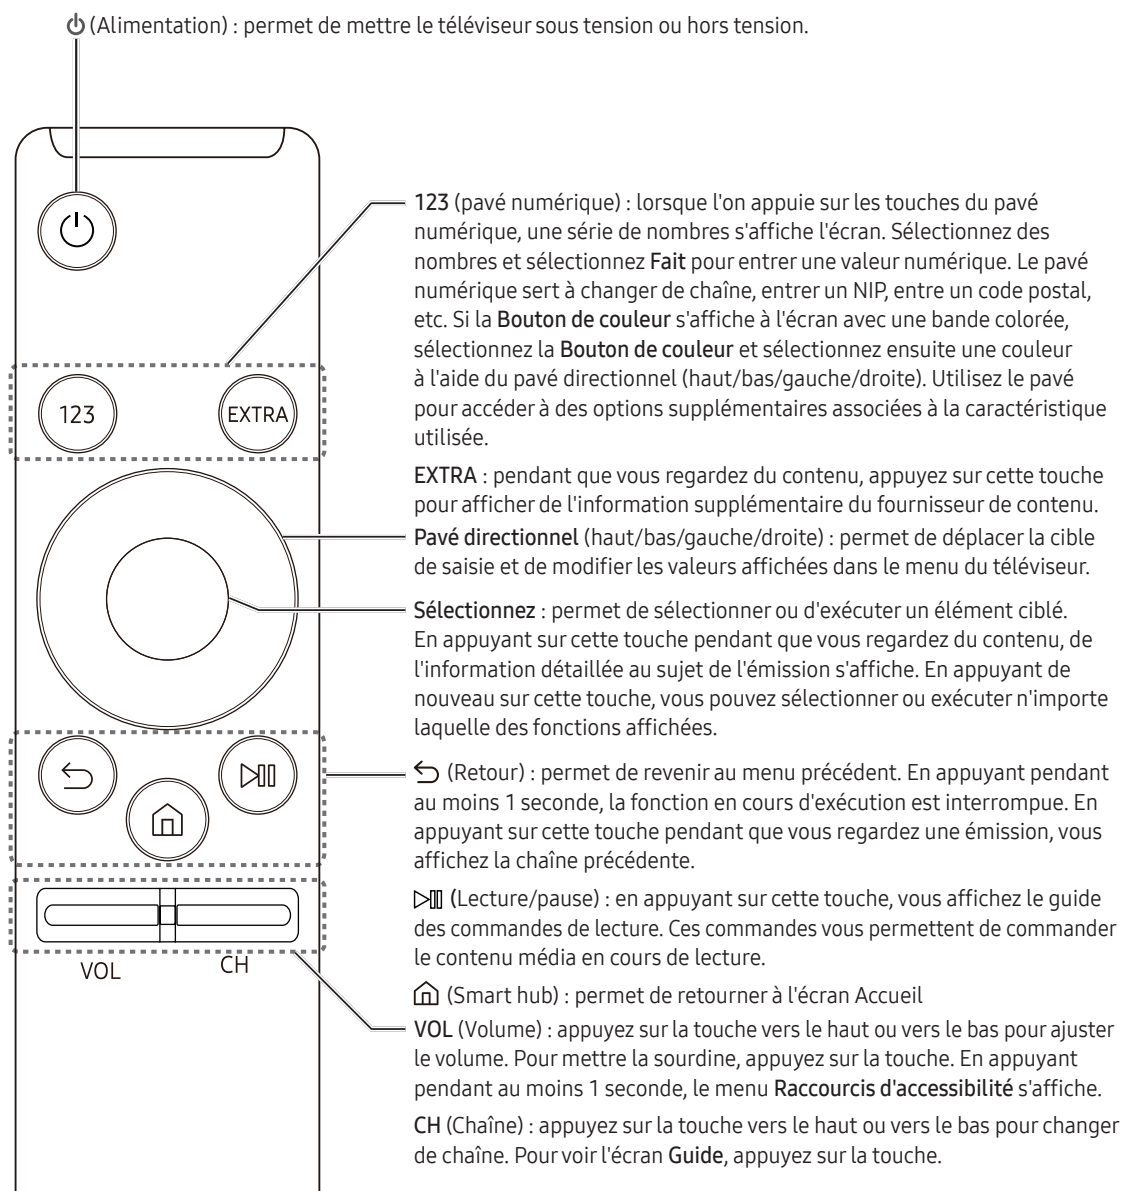 (Alimentation) : permet de mettre le téléviseur sous tension ou hors tension.
123 (pavé numérique) : lorsque l'on appuie sur les touches du pavé
numérique, une série de nombres s'affiche l'écran. Sélectionnez des
nombres et sélectionnez Fait pour entrer une valeur numérique. Le pavé
numérique sert à changer de chaîne, entrer un NIP, entre un code postal,
etc. Si la Bouton de couleur s'affiche à l'écran avec une bande colorée,
sélectionnez la Bouton de couleur et sélectionnez ensuite une couleur
à l'aide du pavé directionnel (haut/bas/gauche/droite). Utilisez le pavé
pour accéder à des options supplémentaires associées à la caractéristique
utilisée.
123
EXTRA
EXTRA : pendant que vous regardez du contenu, appuyez sur cette touche
pour afficher de l'information supplémentaire du fournisseur de contenu.
Pavé directionnel (haut/bas/gauche/droite) : permet de déplacer la cible
de saisie et de modifier les valeurs affichées dans le menu du téléviseur.
Sélectionnez : permet de sélectionner ou d'exécuter un élément ciblé.
En appuyant sur cette touche pendant que vous regardez du contenu, de
l'information détaillée au sujet de l'émission s'affiche. En appuyant de
nouveau sur cette touche, vous pouvez sélectionner ou exécuter n'importe
laquelle des fonctions affichées.
(Retour) : permet de revenir au menu précédent. En appuyant pendant
au moins 1 seconde, la fonction en cours d'exécution est interrompue. En
appuyant sur cette touche pendant que vous regardez une émission, vous
affichez la chaîne précédente.
(Lecture/pause) : en appuyant sur cette touche, vous affichez le guide
des commandes de lecture. Ces commandes vous permettent de commander
le contenu média en cours de lecture.
(Smart hub) : permet de retourner à l'écran Accueil
VOL
CH
VOL (Volume) : appuyez sur la touche vers le haut ou vers le bas pour ajuster
le volume. Pour mettre la sourdine, appuyez sur la touche. En appuyant
pendant au moins 1 seconde, le menu Raccourcis d'accessibilité s'affiche.
CH (Chaîne) : appuyez sur la touche vers le haut ou vers le bas pour changer
de chaîne. Pour voir l'écran Guide, appuyez sur la touche.